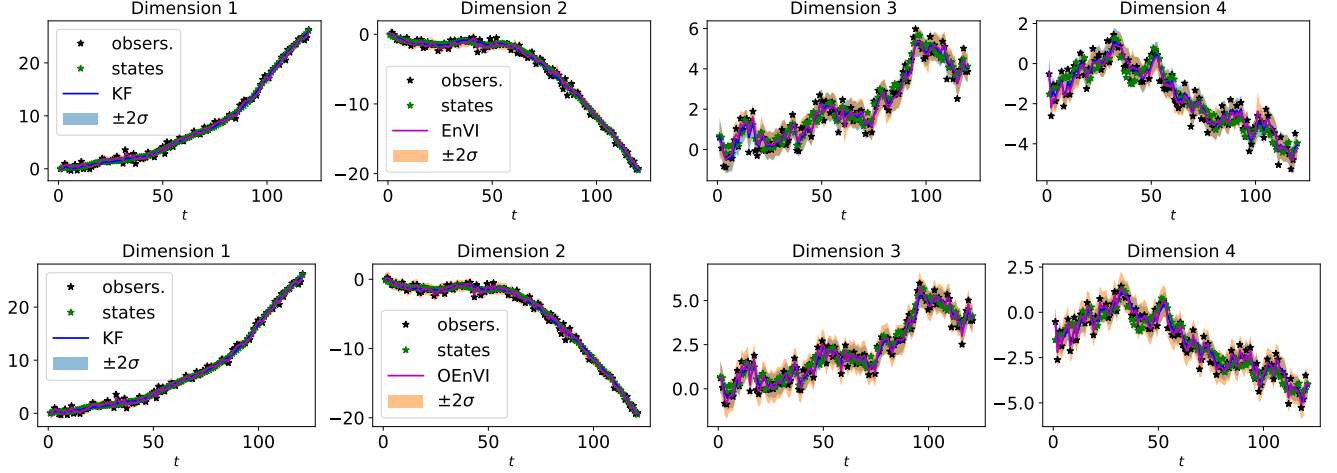 Dimension 1
Dimension 2
Dimension 3
Dimension 4
20
10
0
obsers.
states
KF
±2σ
0
50
100
t
0
−10
−20
obsers.
states
EnVI
±2σ
0
50
100
t
6
4
2
0
0
50
100
t
2
0
−2
−4
0
50
100
t
Dimension 1
Dimension 2
Dimension 3
Dimension 4
20
10
0
obsers.
states
KF
±2σ
0
50
100
t
0
−10
−20
obsers.
states
OEnVI
±2σ
0
50
100
t
5.0
2.5
0.0
0
50
100
t
2.5
0.0
−2.5
−5.0
0
50
100
t